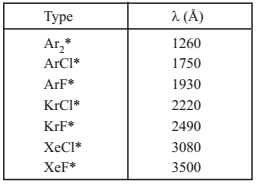 Type λ (Å)
Ar₂* 1260
ArCl* 1750
ArF* 1930
KrCl* 2220
KrF* 2490
XeCl* 3080
XeF* 3500